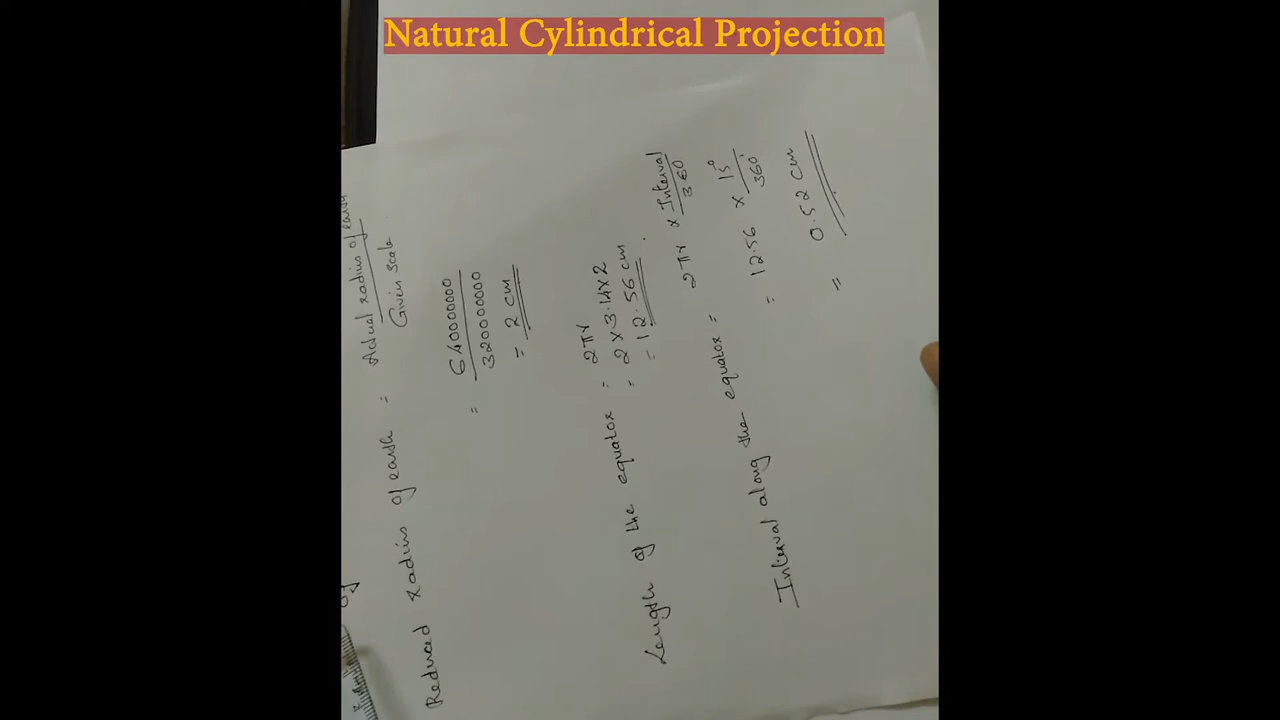 Natural Cylindrical Projection
Reduced radius of earth = Actual radius of earth
Given scale
= 640000000
320000000
= 2 cm
Length of the equator = 2πr
= 2 x 3.14 x 2
= 12.56 cm.
Interval along the equator = 2πr x Interval
360
= 12.56 x 15°
360°
= 0.52 cm